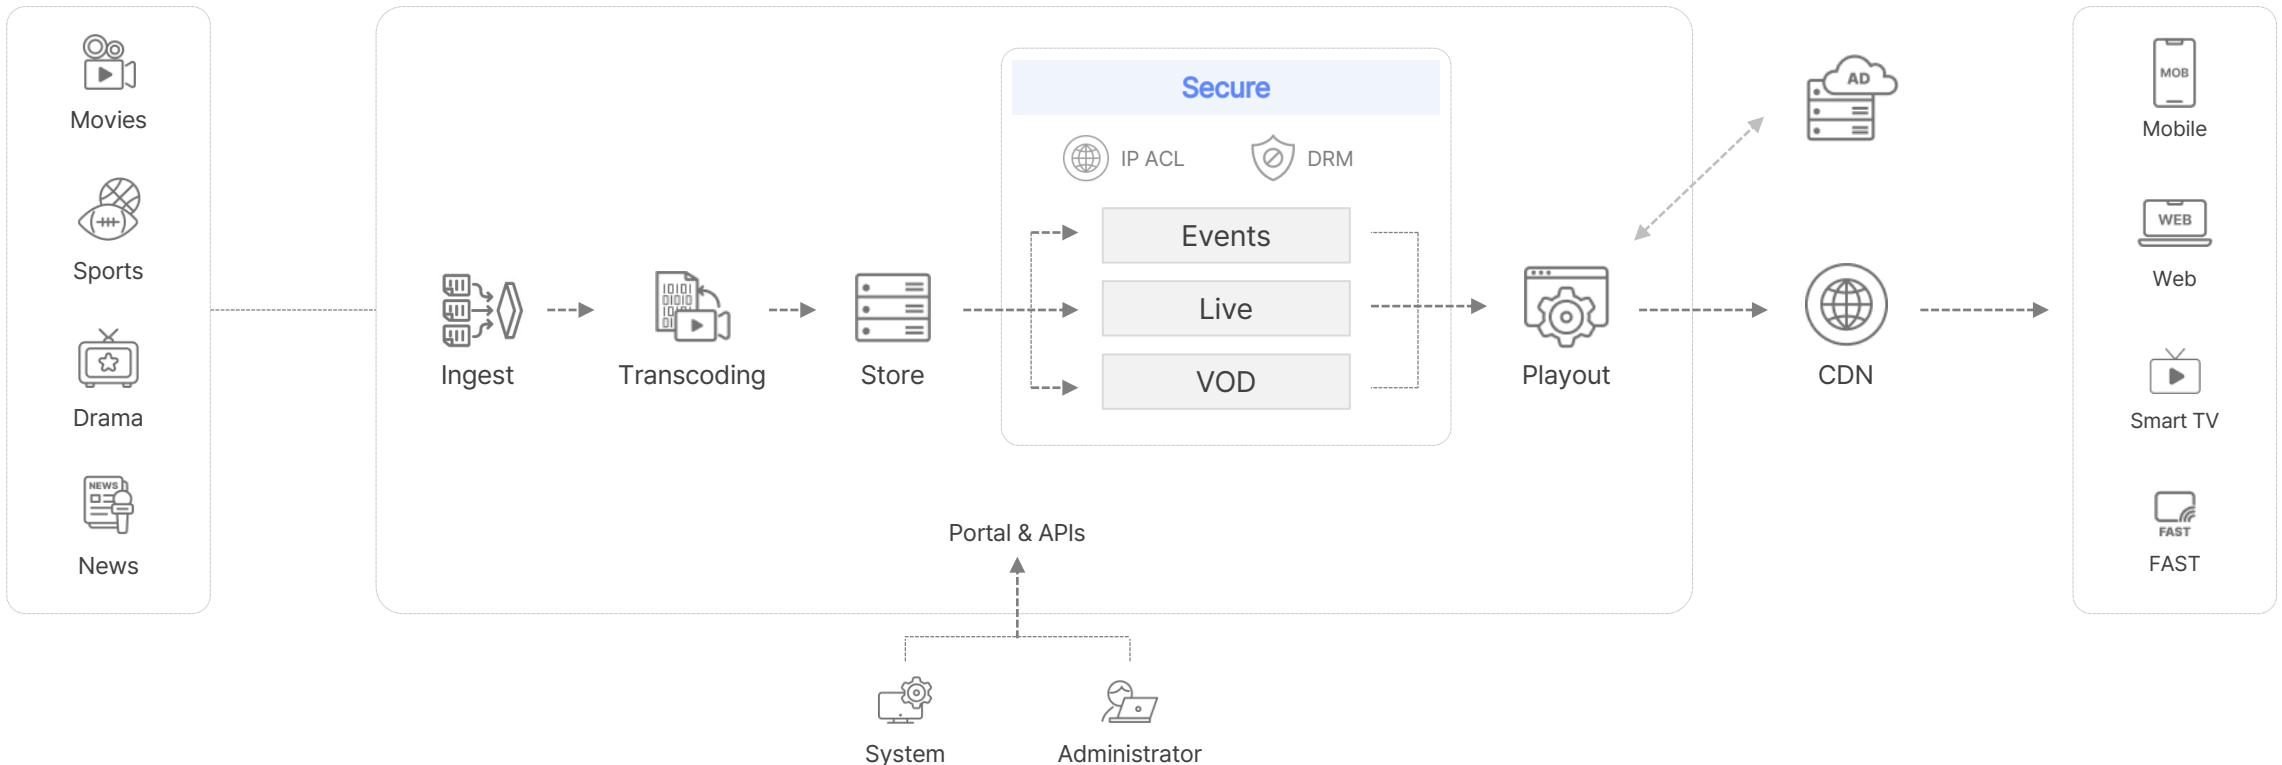 Movies
Sports
Drama
NEWS
News
Ingest
Transcoding
Store
Secure
IP ACL
DRM
Events
Live
VOD
Playout
Portal & APIs
System
Administrator
AD
CDN
MOB
Mobile
WEB
Web
Smart TV
FAST
FAST